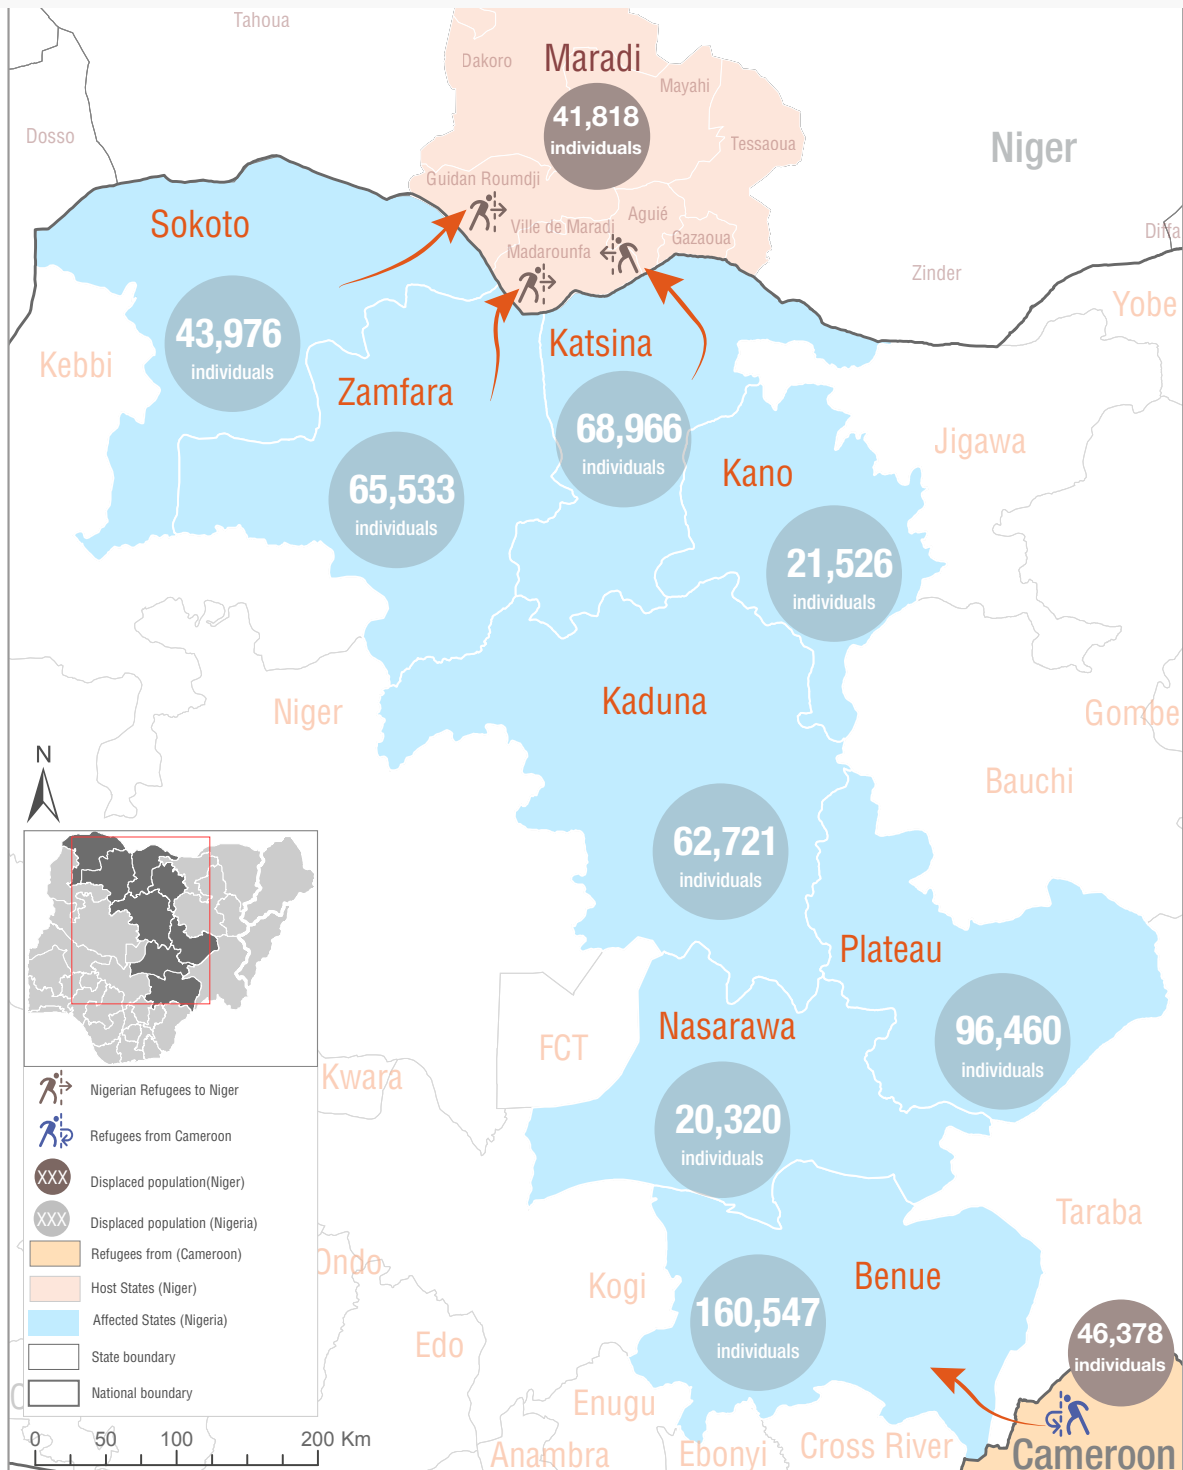 Tahoua
Dakoro
Maradi
Mayahi
41,818
individuals
Dosso
Tessaoua
Niger
Guidan Roumdji
Aguié
Ville de Maradi
Gazaoua
Madarounfa
Diffa
Zinder
Yobe
Sokoto
43,976
individuals
Kebbi
Katsina
Zamfara
68,966
individuals
Jigawa
Kano
65,533
individuals
21,526
individuals
Kaduna
Niger
Gombe
Bauchi
N
62,721
individuals
Plateau
Nasarawa
96,460
individuals
FCT
Kwara
20,320
individuals
Taraba
Ondo
Kogi
Benue
160,547
individuals
Edo
46,378
individuals
Enugu
Anambra
Ebonyi
Cross River
Cameroon
Nigerian Refugees to Niger
Refugees from Cameroon
XXX
Displaced population(Niger)
XXX
Displaced population (Nigeria)
Refugees from (Cameroon)
Host States (Niger)
Affected States (Nigeria)
State boundary
National boundary
0 50 100 200 Km